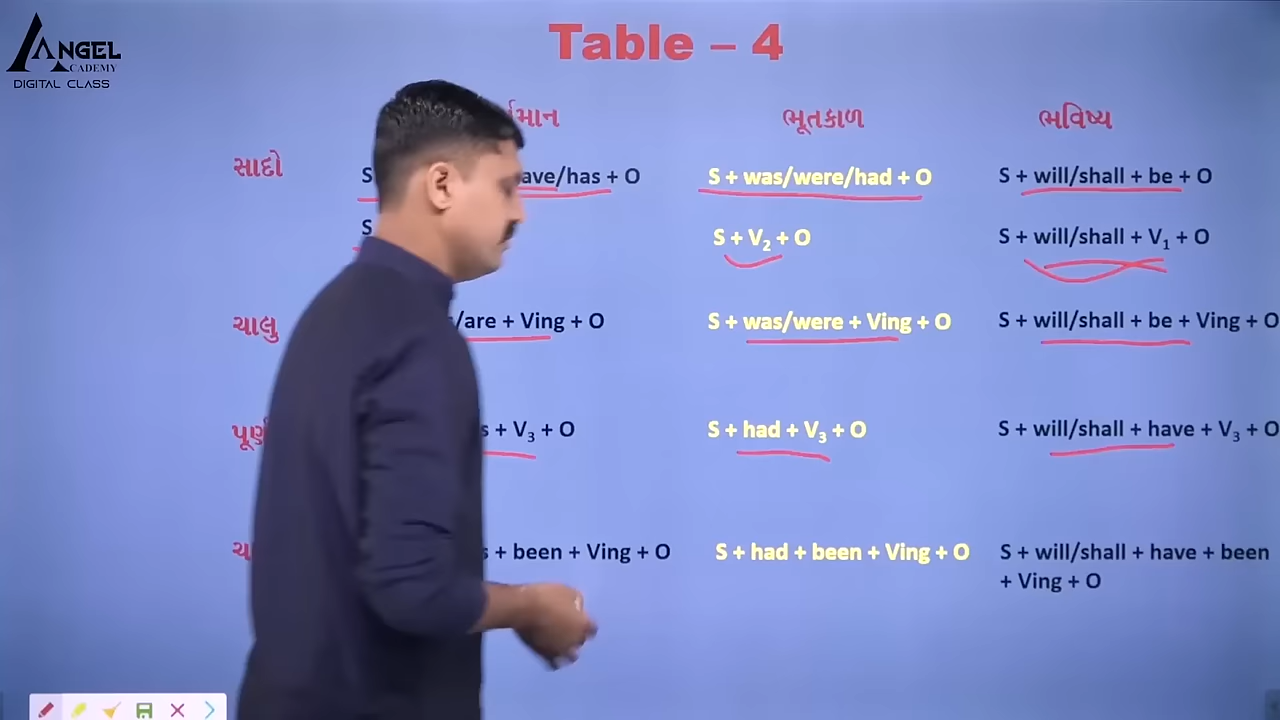 ANGEL
ACADEMY
DIGITAL CLASS
Table – 4
ભૂતકાળ
ભવિષ્ય
સાદો
S
ave/has + O
S + was/were/had + O
S + will/shall + be + O
S
S + V₂ + O
S + will/shall + V₁ + O
ચાલુ
/are + Ving + O
S + was/were + Ving + O
S + will/shall + be + Ving + O
s + V₃ + O
S + had + V₃ + O
S + will/shall + have + V₃ + O
s + been + Ving + O
S + had + been + Ving + O
S + will/shall + have + been
+ Ving + O